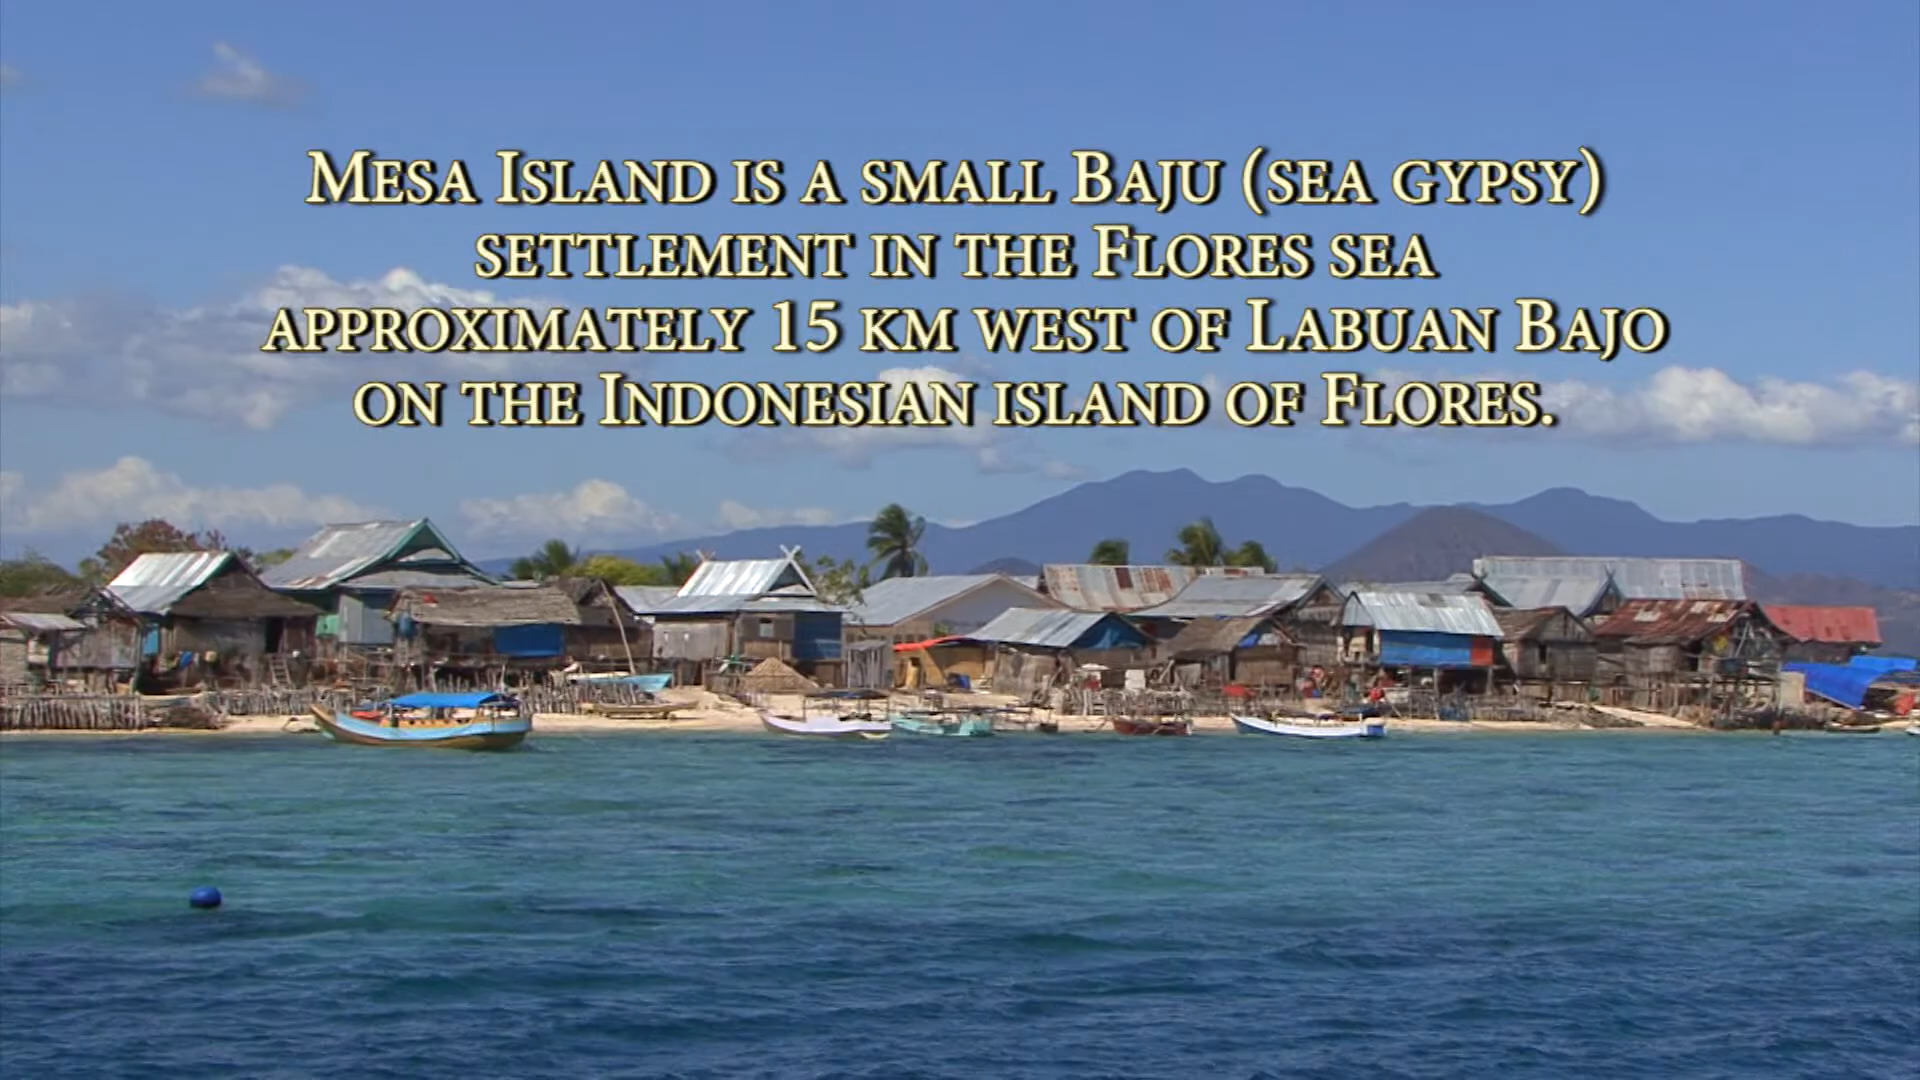 Mesa Island is a small Baju (sea gypsy)
settlement in the Flores sea
approximately 15 km west of Labuan Bajo
on the Indonesian island of Flores.